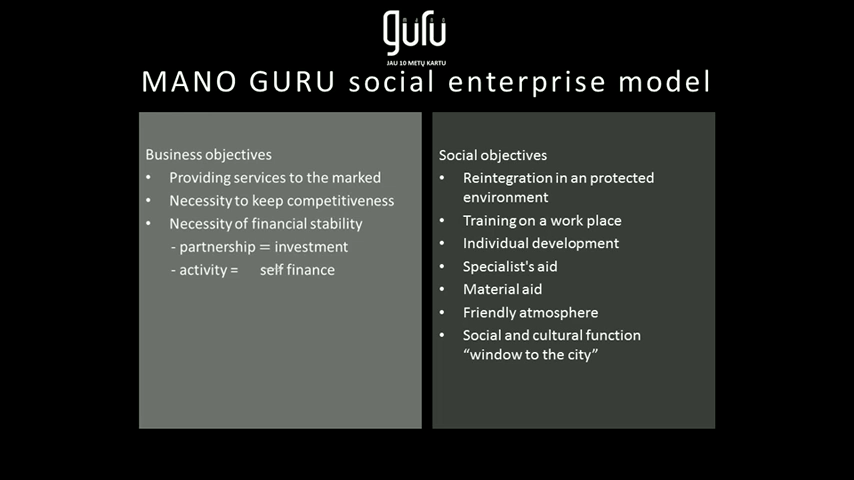 mano
guru
JAU 10 METŲ KARTU
MANO GURU social enterprise model
Business objectives
• Providing services to the marked
• Necessity to keep competitiveness
• Necessity of financial stability
- partnership = investment
- activity = self finance
Social objectives
• Reintegration in an protected
environment
• Training on a work place
• Individual development
• Specialist's aid
• Material aid
• Friendly atmosphere
• Social and cultural function
“window to the city”